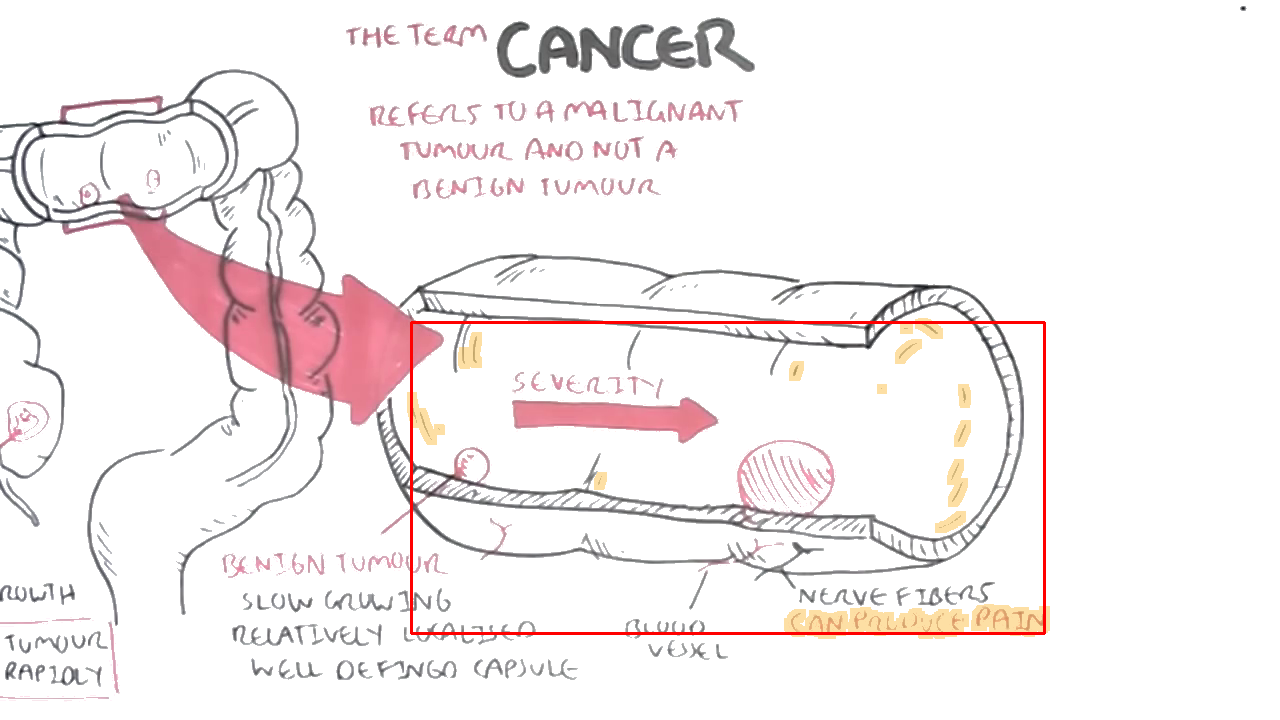 THE TERM CANCER
REFERS TO A MALIGNANT
TUMOUR AND NOT A
BENIGN TUMOUR
SEVERITY
BENIGN TUMOUR
SLOW GROWING
RELATIVELY LOCALISED
WELL DEFINED CAPSULE
BLOOD
VESSEL
NERVE FIBERS
CAN PRODUCE PAIN
ROWTH
TUMOUR
RAPIDLY